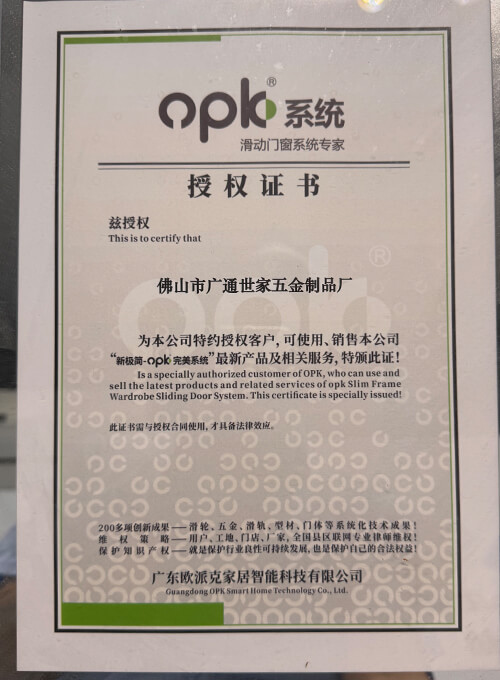 opk® 系统
滑动门窗系统专家
授权证书
兹授权
This is to certify that
佛山市广通世家五金制品厂
为本公司特约授权客户，可使用、销售本公司
“新极简-opk完美系统”最新产品及相关服务，特颁此证！
Is a specially authorized customer of OPK, who can use and
sell the latest products and related services of opk Slim Frame
Wardrobe Sliding Door System. This certificate is specially issued!
此证书需与授权合同使用，才具备法律效应。
200多项创新成果——滑轮、五金、滑轨、型材、门体等系统化技术成果！
维权策略——用户、工地、门店、厂家，全国县区联网专业律师维权！
保护知识产权——就是保护行业良性可持续发展，也是保护自己的合法权益！
广东欧派克家居智能科技有限公司
Guangdong OPK Smart Home Technology Co., Ltd.